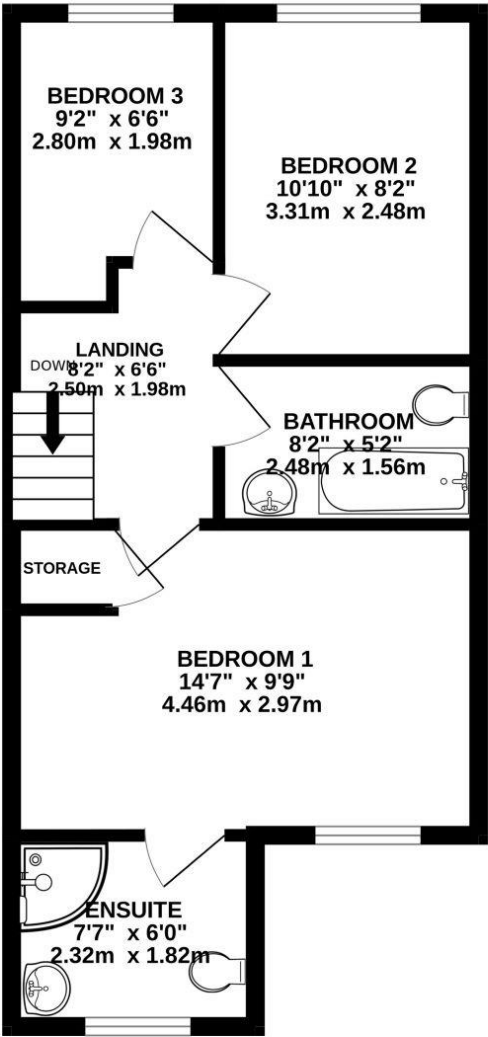 BEDROOM 3
9'2" x 6'6"
2.80m x 1.98m
BEDROOM 2
10'10" x 8'2"
3.31m x 2.48m
LANDING
8'2" x 6'6"
2.50m x 1.98m
DOWN
BATHROOM
8'2" x 5'2"
2.48m x 1.56m
STORAGE
BEDROOM 1
14'7" x 9'9"
4.46m x 2.97m
ENSUITE
7'7" x 6'0"
2.32m x 1.82m